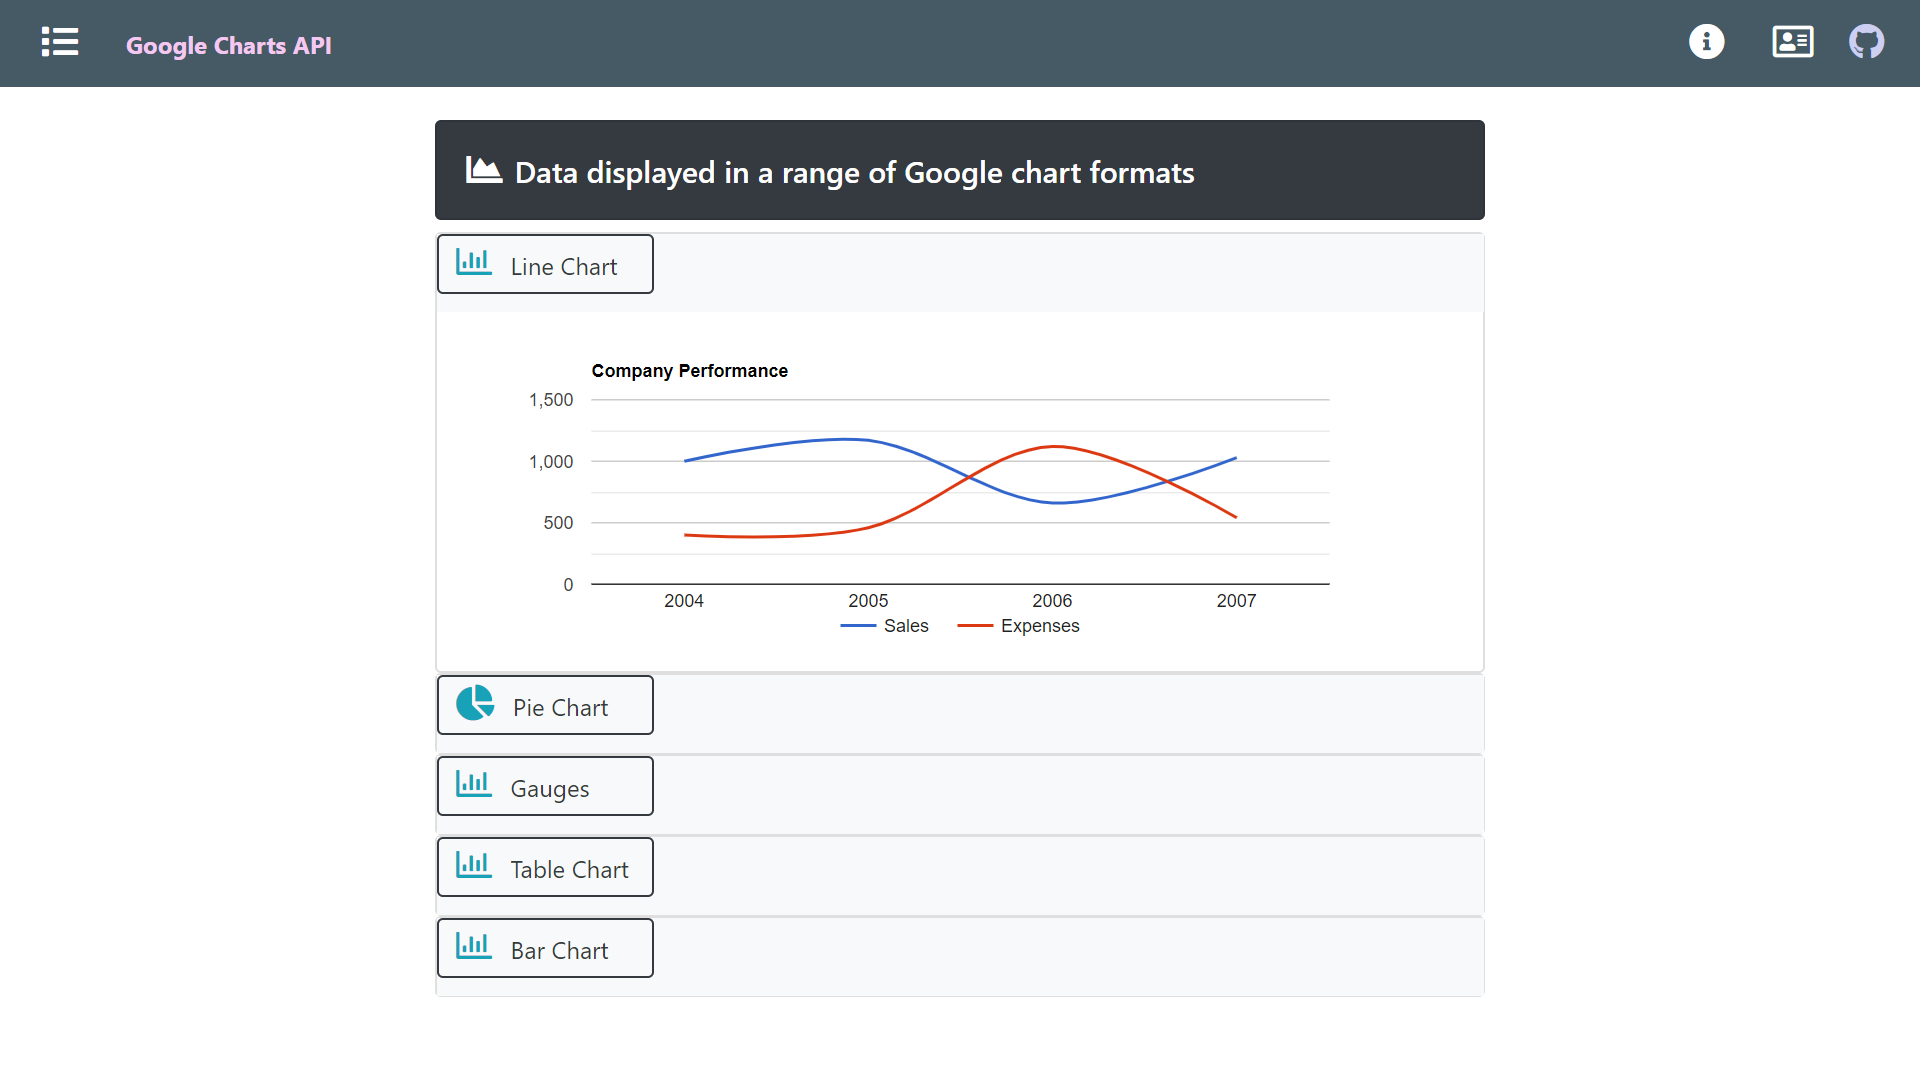 Google Charts API
Data displayed in a range of Google chart formats
Line Chart
Company Performance
1,500
1,000
500
0
2004 2005 2006 2007
Sales Expenses
Pie Chart
Gauges
Table Chart
Bar Chart